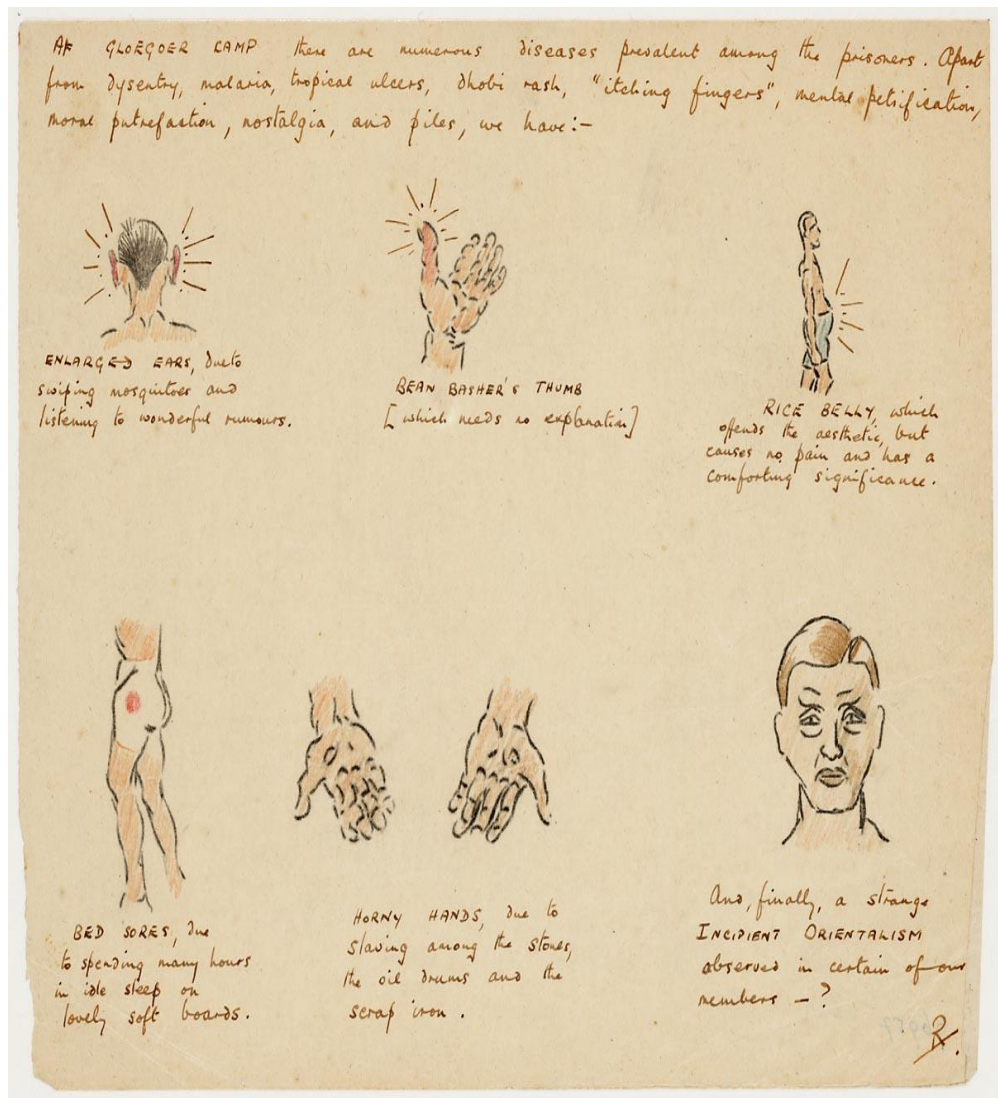 At GLOEGOER CAMP there are numerous diseases prevalent among the prisoners. Apart
from dysentry, malaria, tropical ulcers, dhobi rash, "itching fingers", mental petrification,
moral putrefaction, nostalgia, and piles, we have:-
ENLARGED EARS, due to
swiping mosquitoes and
listening to wonderful rumours.
BEAN BASHER'S THUMB
[which needs no explanation]
RICE BELLY, which
offends the aesthetic, but
causes no pain and has a
comforting significance.
BED SORES, due
to spending many hours
in idle sleep on
lovely soft boards.
HORNY HANDS, due to
slaving among the stones,
the oil drums and the
scrap iron.
And, finally, a strange
INCIPIENT ORIENTALISM
observed in certain of our
members - ?